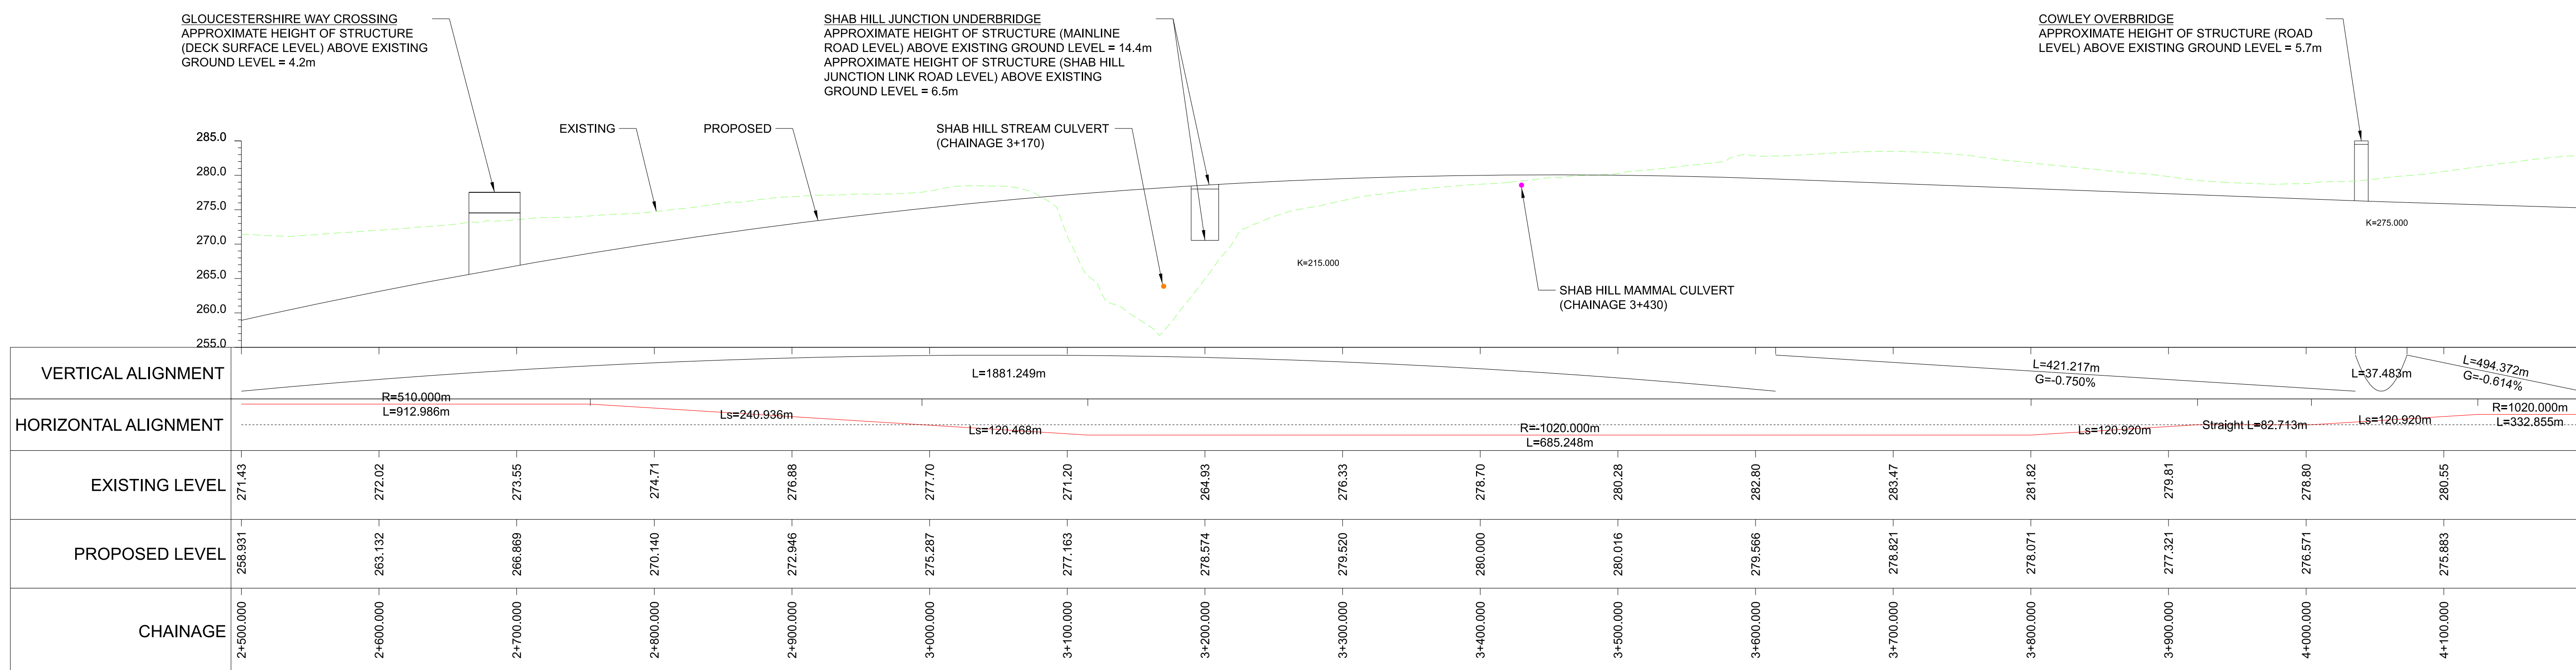 GLOUCESTERSHIRE WAY CROSSING
APPROXIMATE HEIGHT OF STRUCTURE
(DECK SURFACE LEVEL) ABOVE EXISTING
GROUND LEVEL = 4.2m
SHAB HILL JUNCTION UNDERBRIDGE
APPROXIMATE HEIGHT OF STRUCTURE (MAINLINE
ROAD LEVEL) ABOVE EXISTING GROUND LEVEL = 14.4m
APPROXIMATE HEIGHT OF STRUCTURE (SHAB HILL
JUNCTION LINK ROAD LEVEL) ABOVE EXISTING
GROUND LEVEL = 6.5m
COWLEY OVERBRIDGE
APPROXIMATE HEIGHT OF STRUCTURE (ROAD
LEVEL) ABOVE EXISTING GROUND LEVEL = 5.7m
EXISTING
PROPOSED
SHAB HILL STREAM CULVERT
(CHAINAGE 3+170)
285.0
280.0
275.0
270.0
265.0
260.0
255.0
K=215.000
K=275.000
SHAB HILL MAMMAL CULVERT
(CHAINAGE 3+430)
VERTICAL ALIGNMENT
L=1881.249m
L=421.217m
G=-0.750%
L=37.483m
L=494.372m
G=-0.614%
HORIZONTAL ALIGNMENT
R=510.000m
L=912.986m
Ls=240.936m
Ls=120.468m
R=-1020.000m
L=685.248m
Ls=120.920m
Straight L=82.713m
Ls=120.920m
R=1020.000m
L=332.855m
EXISTING LEVEL
271.43
272.02
273.55
274.71
276.88
277.70
271.20
264.93
276.33
278.70
280.28
282.80
283.47
281.82
279.81
278.80
280.55
PROPOSED LEVEL
258.931
263.132
266.869
270.140
272.946
275.287
277.163
278.574
279.520
280.000
280.016
279.566
278.821
278.071
277.321
276.571
275.883
CHAINAGE
2+500.000
2+600.000
2+700.000
2+800.000
2+900.000
3+000.000
3+100.000
3+200.000
3+300.000
3+400.000
3+500.000
3+600.000
3+700.000
3+800.000
3+900.000
4+000.000
4+100.000